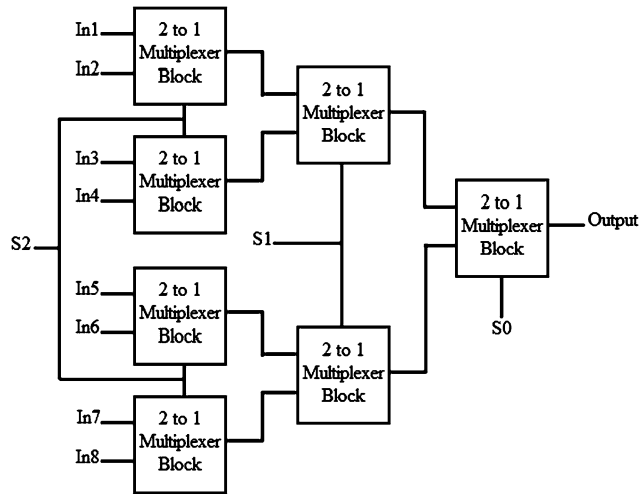 In1
In2
2 to 1
Multiplexer
Block
In3
In4
2 to 1
Multiplexer
Block
In5
In6
2 to 1
Multiplexer
Block
In7
In8
2 to 1
Multiplexer
Block
S2
2 to 1
Multiplexer
Block
S1
2 to 1
Multiplexer
Block
2 to 1
Multiplexer
Block
S0
Output